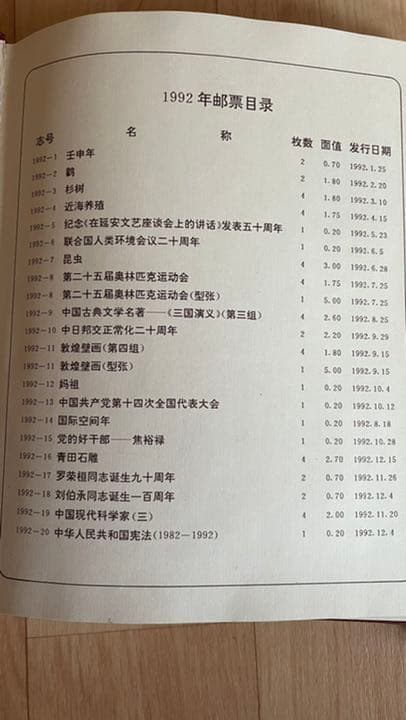 1992年邮票目录
志号 名称 枚数 面值 发行日期
1992-1 壬申年 2 0.70 1992.1.25
1992-2 鹳 2 1.80 1992.2.20
1992-3 杉树 4 1.80 1992.3.10
1992-4 近海养殖 4 1.75 1992.4.15
1992-5 纪念《在延安文艺座谈会上的讲话》发表五十周年 1 0.20 1992.5.23
1992-6 联合国人类环境会议二十周年 1 0.20 1992.6.5
1992-7 昆虫 4 3.00 1992.6.28
1992-8 第二十五届奥林匹克运动会 4 1.75 1992.7.25
1992-8 第二十五届奥林匹克运动会(型张) 1 5.00 1992.7.25
1992-9 中国古典文学名著——《三国演义》(第三组) 4 2.60 1992.8.25
1992-10 中日邦交正常化二十周年 2 2.20 1992.9.29
1992-11 敦煌壁画(第四组) 4 1.80 1992.9.15
1992-11 敦煌壁画(型张) 1 5.00 1992.9.15
1992-12 妈祖 1 0.20 1992.10.4
1992-13 中国共产党第十四次全国代表大会 1 0.20 1992.10.12
1992-14 国际空间年 1 0.20 1992.8.18
1992-15 党的好干部——焦裕禄 1 0.20 1992.10.28
1992-16 青田石雕 4 2.70 1992.12.15
1992-17 罗荣桓同志诞生九十周年 2 0.70 1992.11.26
1992-18 刘伯承同志诞生一百周年 2 0.70 1992.12.4
1992-19 中国现代科学家(三) 4 2.00 1992.11.20
1992-20 中华人民共和国宪法(1982-1992) 1 0.20 1992.12.4